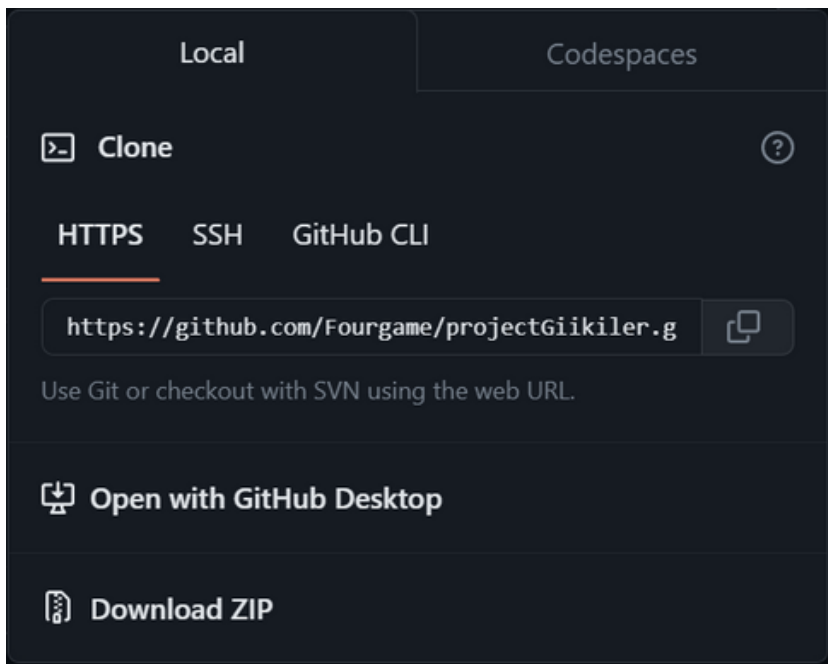 Local
Codespaces
Clone
HTTPS
SSH
GitHub CLI
https://github.com/Fourgame/projectGiikiler.g
Use Git or checkout with SVN using the web URL.
Open with GitHub Desktop
Download ZIP